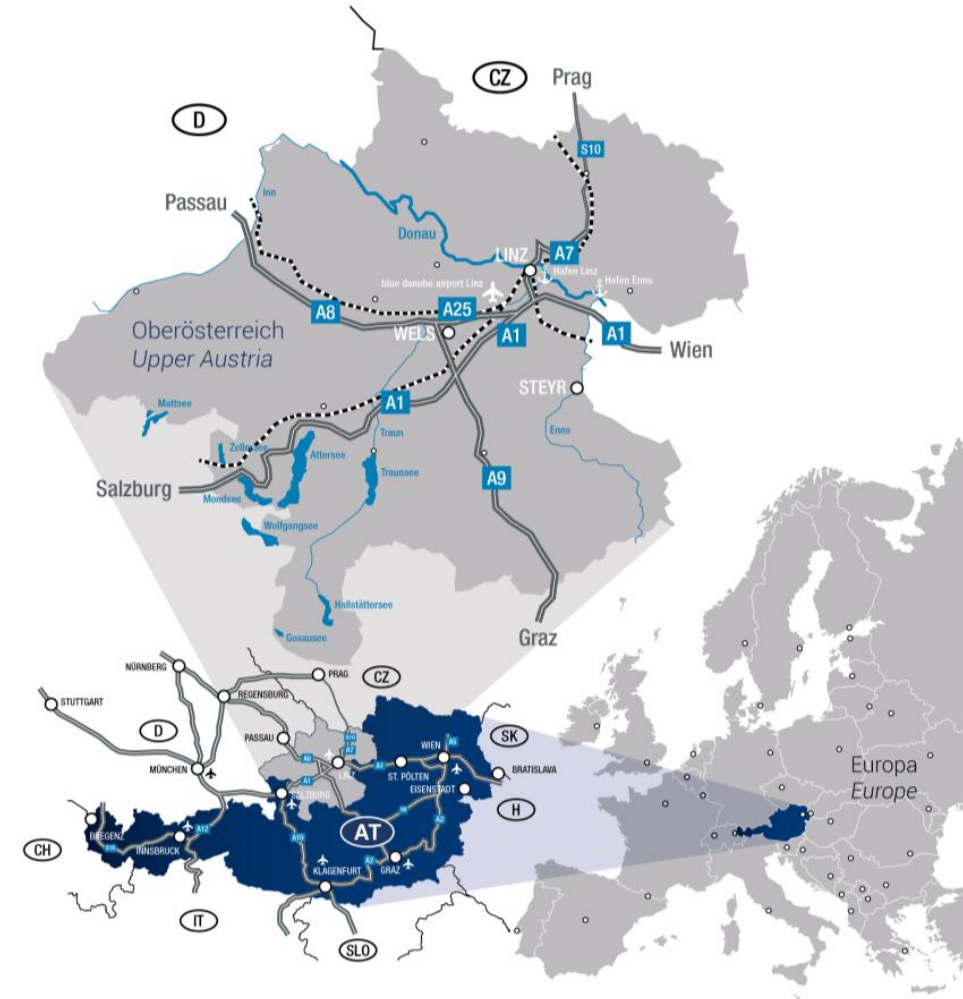 CZ
Prag
D
S10
Passau
Inn
Donau
LINZ
A7
Hafen Linz
Hafen Enns
blue danube airport Linz
A8
A25
WELS
A1
A1
Wien
Oberösterreich
Upper Austria
STEYR
A1
Mattsee
Traun
Enns
Zellersee
Attersee
Traunsee
A9
Salzburg
Mondsee
Wolfgangsee
Hallstättersee
Graz
Gosausee
NÜRNBERG
PRAG
CZ
REGENSBURG
STUTTGART
D
PASSAU
S10
A7
WIEN
A5
SK
MÜNCHEN
A8
LINZ
A1
ST. PÖLTEN
BRATISLAVA
Europa
Europe
A1
EISENSTADT
SALZBURG
H
BREGENZ
S16
A12
A10
AT
A2
CH
INNSBRUCK
KLAGENFURT
A2
GRAZ
IT
SLO